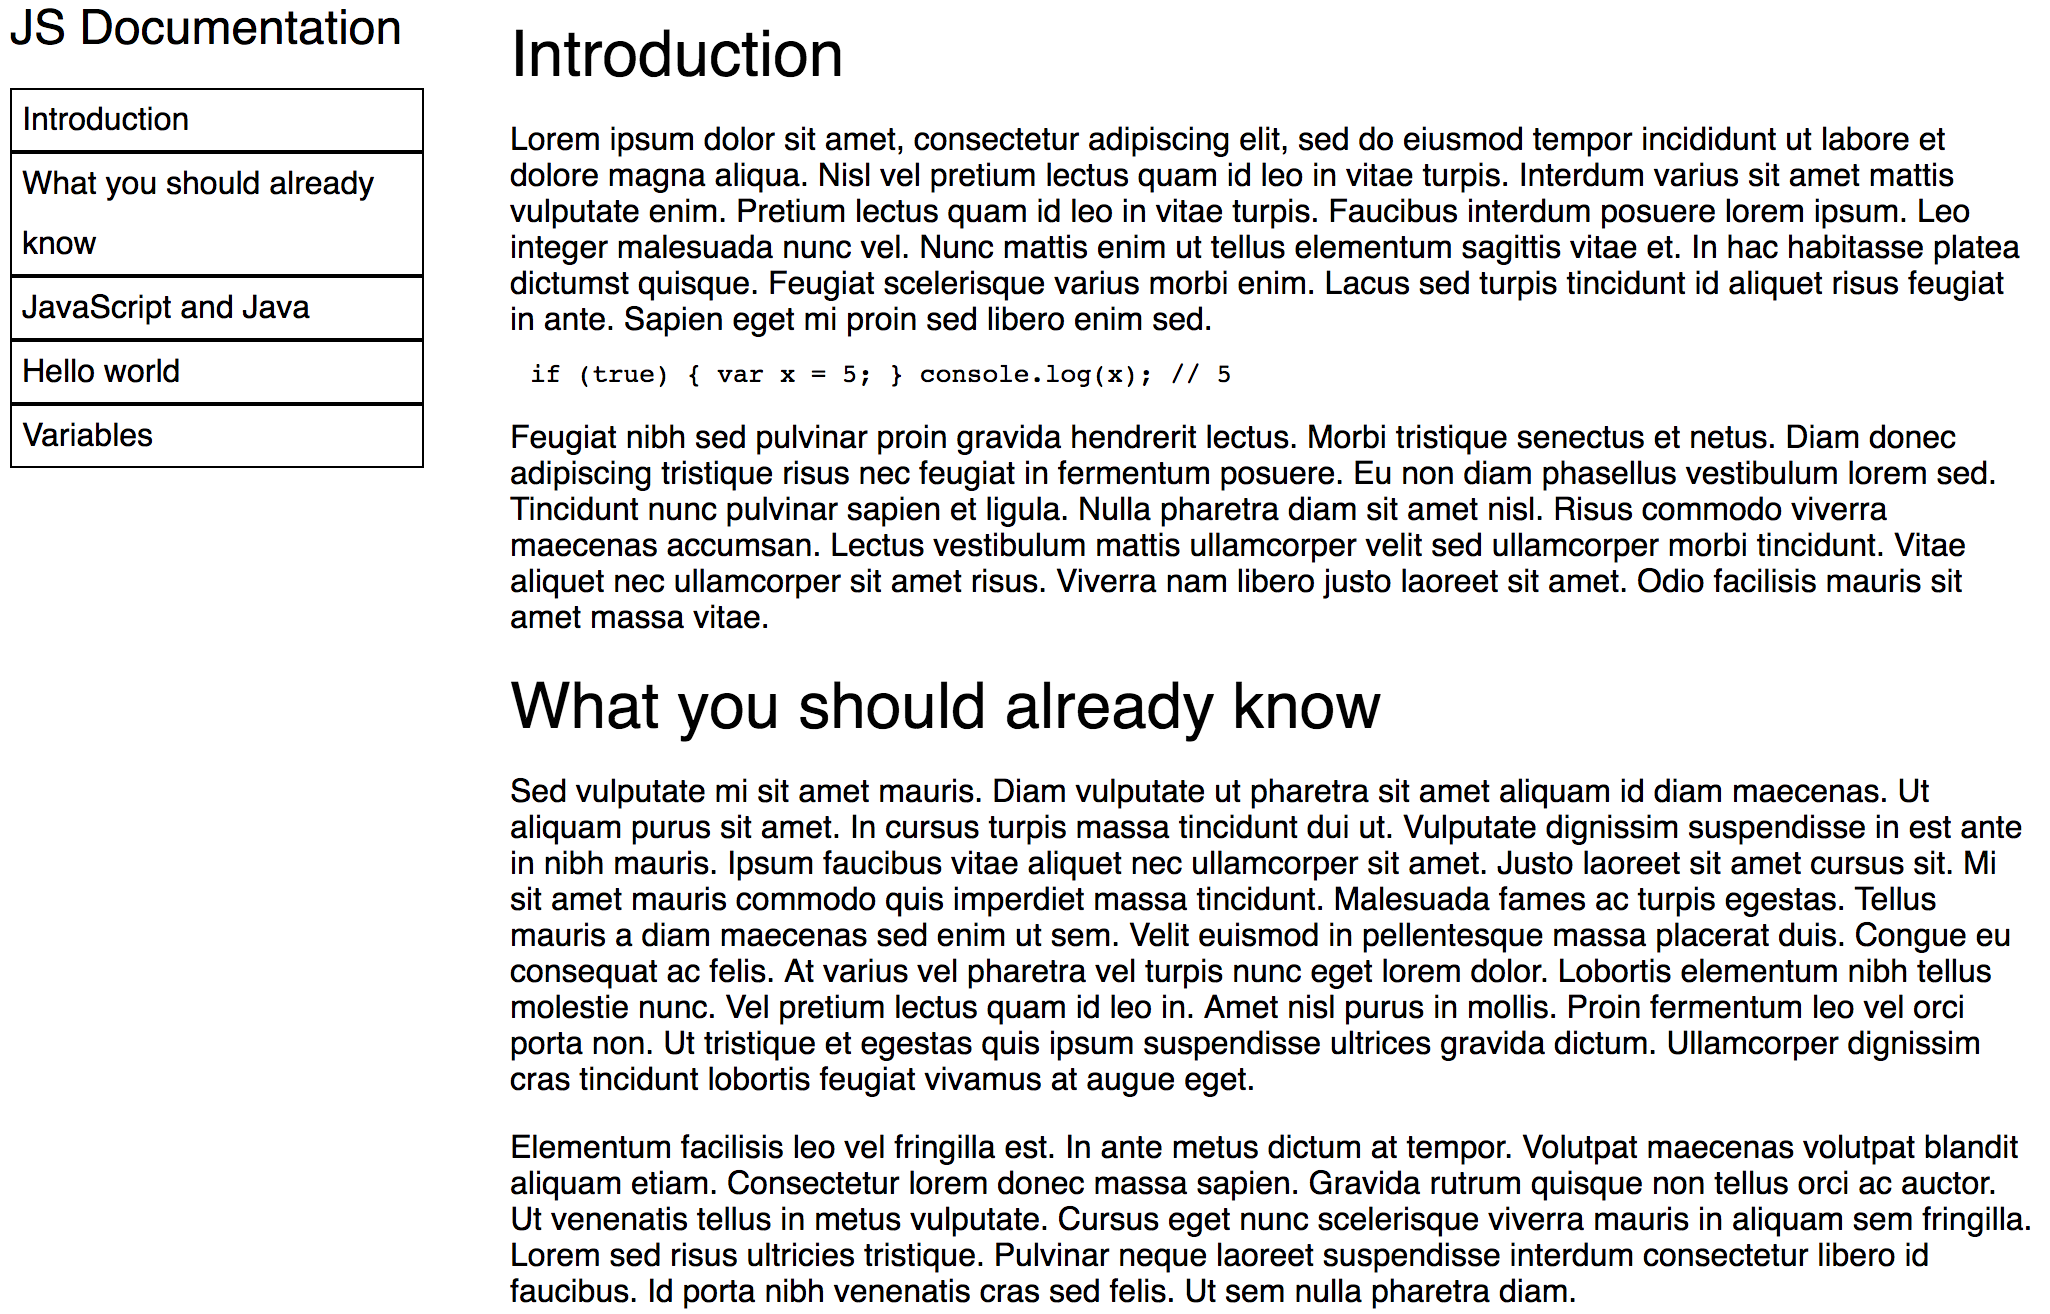 JS Documentation
Introduction
What you should already
know
JavaScript and Java
Hello world
Variables
Introduction
Lorem ipsum dolor sit amet, consectetur adipiscing elit, sed do eiusmod tempor incididunt ut labore et
dolore magna aliqua. Nisl vel pretium lectus quam id leo in vitae turpis. Interdum varius sit amet mattis
vulputate enim. Pretium lectus quam id leo in vitae turpis. Faucibus interdum posuere lorem ipsum. Leo
integer malesuada nunc vel. Nunc mattis enim ut tellus elementum sagittis vitae et. In hac habitasse platea
dictumst quisque. Feugiat scelerisque varius morbi enim. Lacus sed turpis tincidunt id aliquet risus feugiat
in ante. Sapien eget mi proin sed libero enim sed.
if (true) { var x = 5; } console.log(x); // 5
Feugiat nibh sed pulvinar proin gravida hendrerit lectus. Morbi tristique senectus et netus. Diam donec
adipiscing tristique risus nec feugiat in fermentum posuere. Eu non diam phasellus vestibulum lorem sed.
Tincidunt nunc pulvinar sapien et ligula. Nulla pharetra diam sit amet nisl. Risus commodo viverra
maecenas accumsan. Lectus vestibulum mattis ullamcorper velit sed ullamcorper morbi tincidunt. Vitae
aliquet nec ullamcorper sit amet risus. Viverra nam libero justo laoreet sit amet. Odio facilisis mauris sit
amet massa vitae.
What you should already know
Sed vulputate mi sit amet mauris. Diam vulputate ut pharetra sit amet aliquam id diam maecenas. Ut
aliquam purus sit amet. In cursus turpis massa tincidunt dui ut. Vulputate dignissim suspendisse in est ante
in nibh mauris. Ipsum faucibus vitae aliquet nec ullamcorper sit amet. Justo laoreet sit amet cursus sit. Mi
sit amet mauris commodo quis imperdiet massa tincidunt. Malesuada fames ac turpis egestas. Tellus
mauris a diam maecenas sed enim ut sem. Velit euismod in pellentesque massa placerat duis. Congue eu
consequat ac felis. At varius vel pharetra vel turpis nunc eget lorem dolor. Lobortis elementum nibh tellus
molestie nunc. Vel pretium lectus quam id leo in. Amet nisl purus in mollis. Proin fermentum leo vel orci
porta non. Ut tristique et egestas quis ipsum suspendisse ultrices gravida dictum. Ullamcorper dignissim
cras tincidunt lobortis feugiat vivamus at augue eget.
Elementum facilisis leo vel fringilla est. In ante metus dictum at tempor. Volutpat maecenas volutpat blandit
aliquam etiam. Consectetur lorem donec massa sapien. Gravida rutrum quisque non tellus orci ac auctor.
Ut venenatis tellus in metus vulputate. Cursus eget nunc scelerisque viverra mauris in aliquam sem fringilla.
Lorem sed risus ultricies tristique. Pulvinar neque laoreet suspendisse interdum consectetur libero id
faucibus. Id porta nibh venenatis cras sed felis. Ut sem nulla pharetra diam.